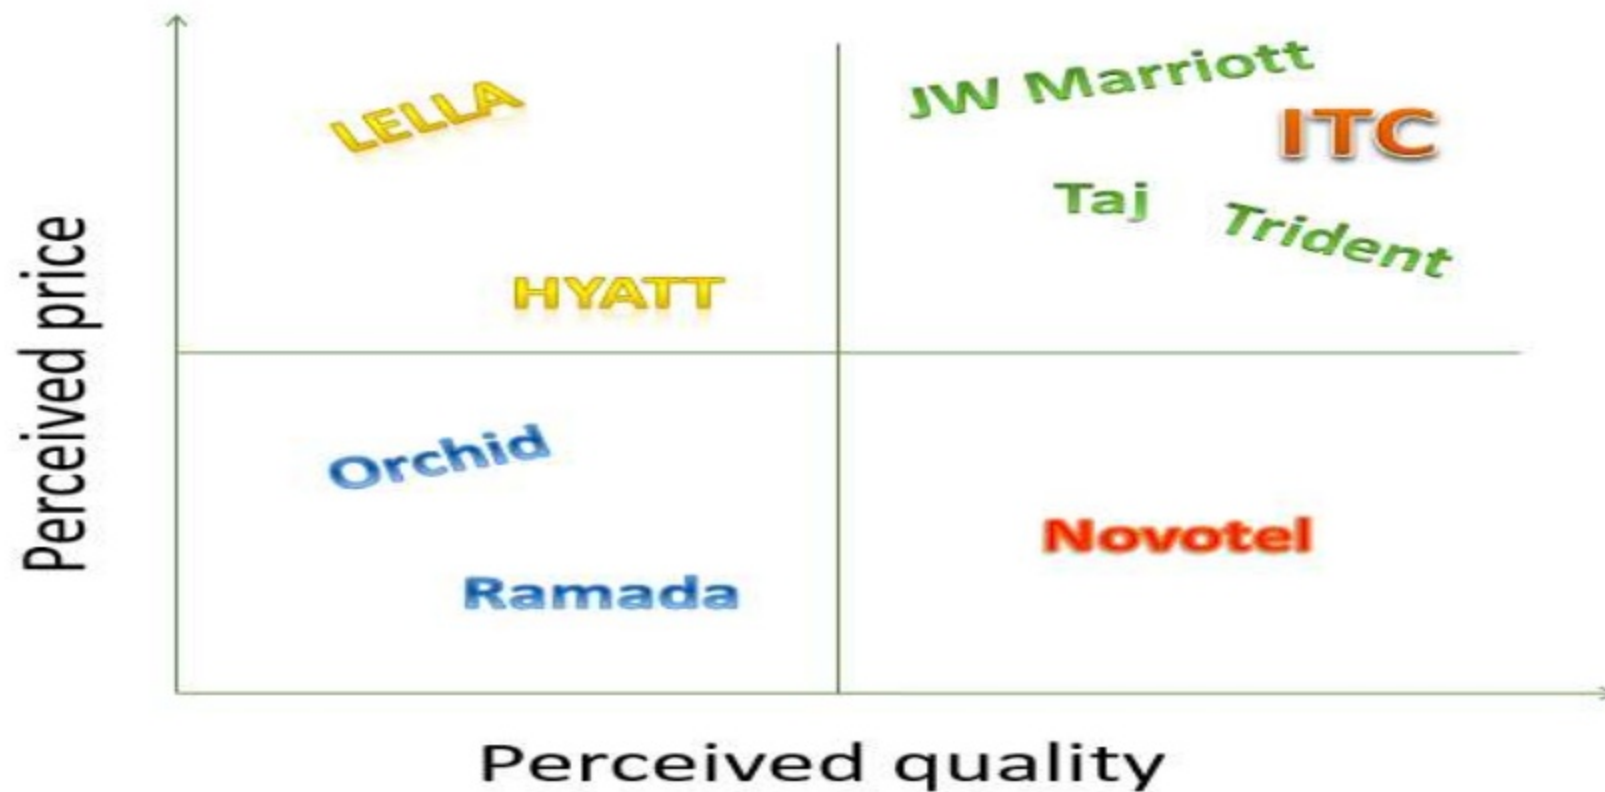 Perceived price
LELLA
HYATT
JW Marriott
ITC
Taj
Trident
Orchid
Ramada
Novotel
Perceived quality